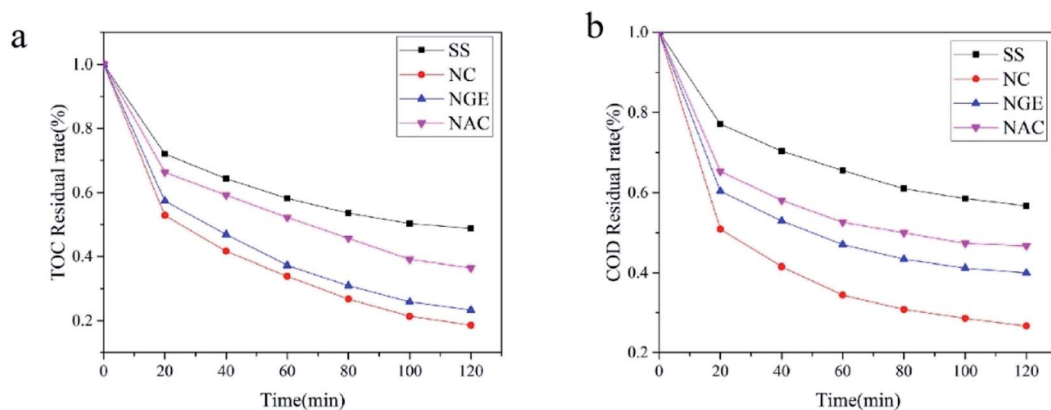 a
TOC Residual rate(%)
1.0
0.8
0.6
0.4
0.2
0
20
40
60
80
100
120
Time(min)
SS
NC
NGE
NAC
b
COD Residual rate(%)
1.0
0.8
0.6
0.4
0.2
0
20
40
60
80
100
120
Time(min)
SS
NC
NGE
NAC